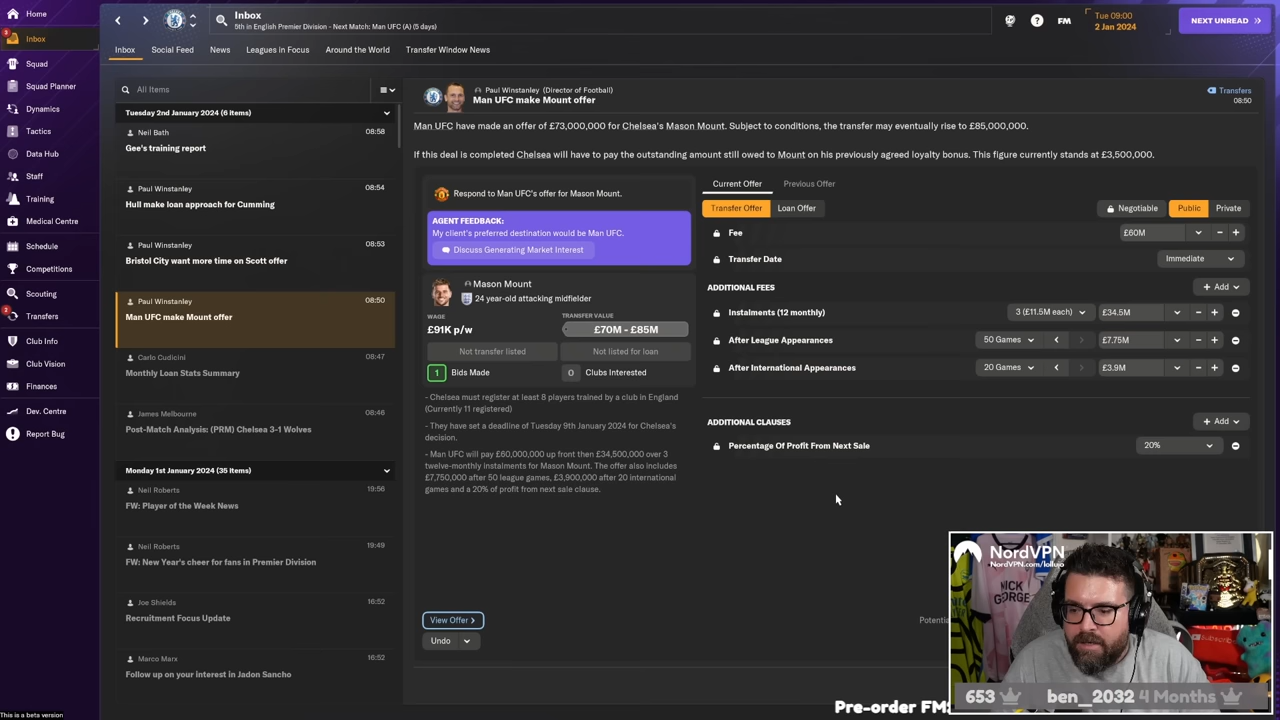 Home
3
Inbox
Squad
Squad Planner
Dynamics
Tactics
Data Hub
Staff
Training
Medical Centre
Schedule
Competitions
Scouting
3
Transfers
Club Info
Club Vision
Finances
Dev. Centre
Report Bug
This is a beta version
Inbox
5th in English Premier Division - Next Match: Man UFC (A) (5 days)
FM
Tue 09:00
2 Jan 2024
NEXT UNREAD
Inbox Social Feed News Leagues in Focus Around the World Transfer Window News
All Items
Tuesday 2nd January 2024 (6 items)
Neil Bath 08:58
Gee's training report
Paul Winstanley 08:54
Hull make loan approach for Cumming
Paul Winstanley 08:53
Bristol City want more time on Scott offer
Paul Winstanley 08:50
Man UFC make Mount offer
Carlo Cudicini 08:47
Monthly Loan Stats Summary
James Melbourne 08:46
Post-Match Analysis: (PRM) Chelsea 3-1 Wolves
Monday 1st January 2024 (35 items)
Neil Roberts 19:56
FW: Player of the Week News
Neil Roberts 19:49
FW: New Year's cheer for fans in Premier Division
Joe Shields 16:52
Recruitment Focus Update
Marco Marx 16:52
Follow up on your interest in Jadon Sancho
Paul Winstanley (Director of Football)
Man UFC make Mount offer
Transfers
08:50
Man UFC have made an offer of £73,000,000 for Chelsea's Mason Mount. Subject to conditions, the transfer may eventually rise to £85,000,000.
If this deal is completed Chelsea will have to pay the outstanding amount still owed to Mount on his previously agreed loyalty bonus. This figure currently stands at £3,500,000.
Respond to Man UFC's offer for Mason Mount.
AGENT FEEDBACK:
My client's preferred destination would be Man UFC.
Discuss Generating Market Interest
Mason Mount
24 year-old attacking midfielder
WAGE TRANSFER VALUE
£91K p/w £70M - £85M
Not transfer listed Not listed for loan
1 Bids Made 0 Clubs Interested
- Chelsea must register at least 8 players trained by a club in England
(Currently 11 registered)
- They have set a deadline of Tuesday 9th January 2024 for Chelsea's
decision.
- Man UFC will pay £60,000,000 up front then £34,500,000 over 3
twelve-monthly instalments for Mason Mount. The offer also includes
£7,750,000 after 50 league games, £3,900,000 after 20 international
games and a 20% of profit from next sale clause.
View Offer
Undo
Current Offer Previous Offer
Transfer Offer Loan Offer Negotiable Public Private
Fee £60M - +
Transfer Date Immediate
ADDITIONAL FEES + Add
Instalments (12 monthly) 3 (£11.5M each) £34.5M - +
After League Appearances 50 Games £7.75M - +
After International Appearances 20 Games £3.9M - +
ADDITIONAL CLAUSES + Add
Percentage Of Profit From Next Sale 20%
NordVPN
NordVPN.com/lollujo
NICK
GEORGE
653 ben_2032 4 Months